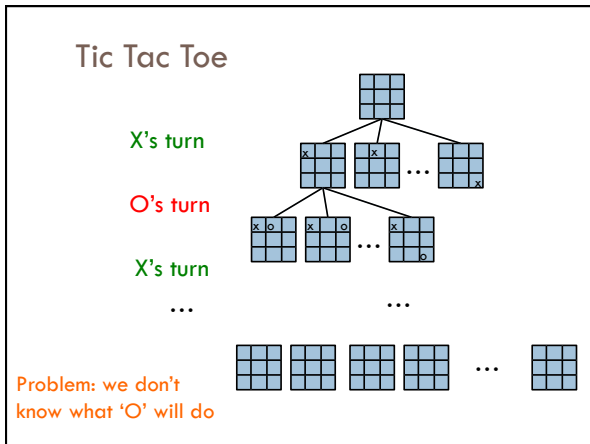 Tic Tac Toe
X's turn
x x ... x
O's turn
x o x o ... x o
X's turn
... ...
...
Problem: we don't
know what 'O' will do